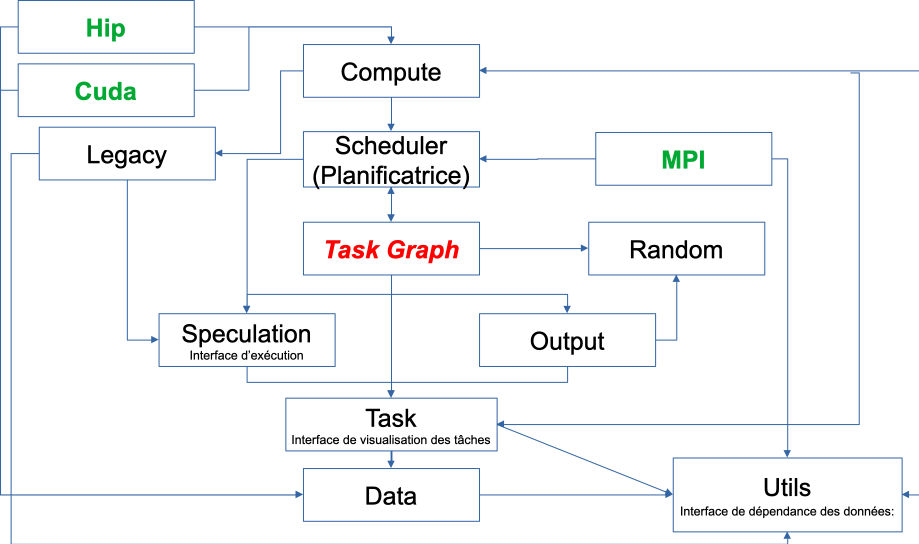 Hip
Cuda
Compute
Legacy
Scheduler
(Planificatrice)
MPI
Task Graph
Random
Speculation
Interface d'exécution
Output
Task
Interface de visualisation des tâches
Data
Utils
Interface de dépendance des données: